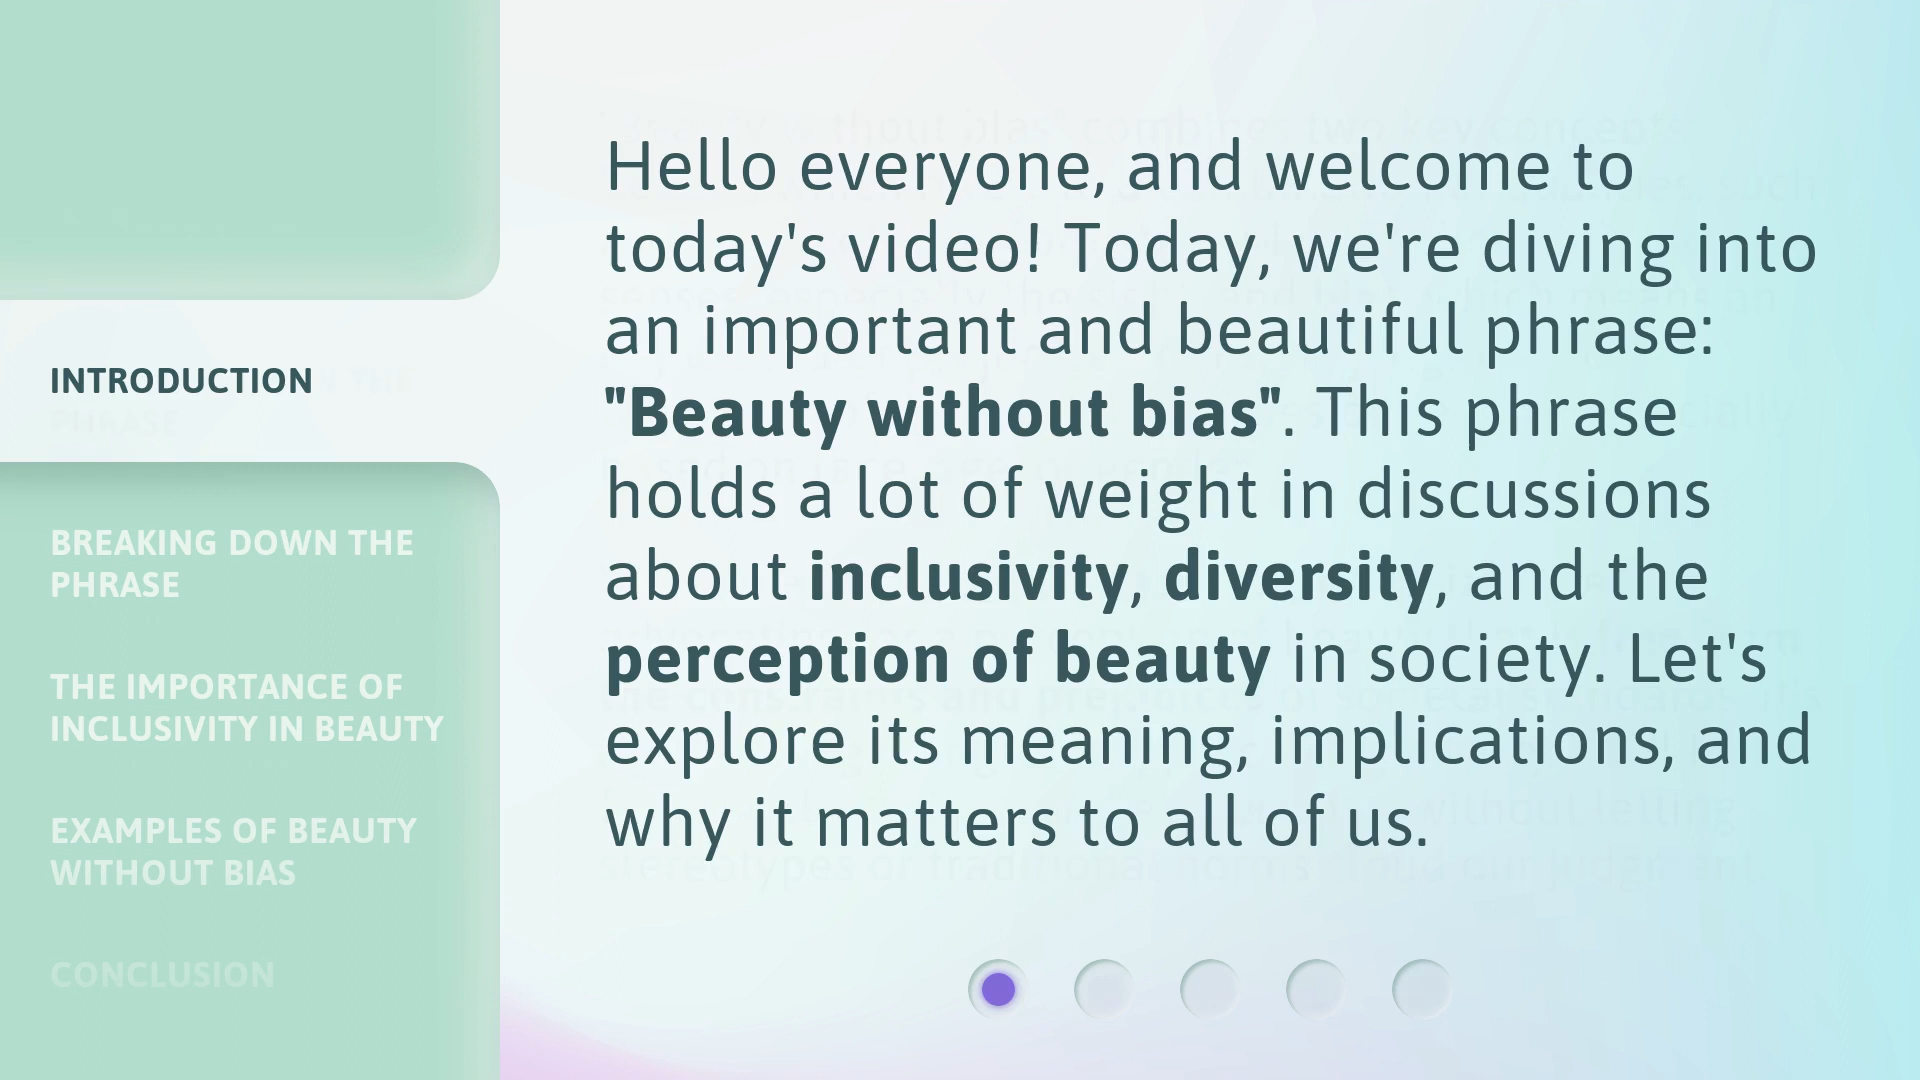 INTRODUCTION
BREAKING DOWN THE
PHRASE
THE IMPORTANCE OF
INCLUSIVITY IN BEAUTY
EXAMPLES OF BEAUTY
WITHOUT BIAS
CONCLUSION
Hello everyone, and welcome to
today's video! Today, we're diving into
an important and beautiful phrase:
"Beauty without bias". This phrase
holds a lot of weight in discussions
about inclusivity, diversity, and the
perception of beauty in society. Let's
explore its meaning, implications, and
why it matters to all of us.